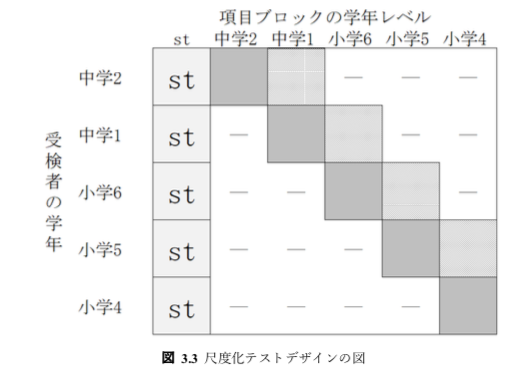 項目ブロックの学年レベル
st 中学2 中学1 小学6 小学5 小学4
受検者の学年
中学2 st — — —
中学1 st — — —
小学6 st — — —
小学5 st — — —
小学4 st — — — —
図 3.3 尺度化テストデザインの図